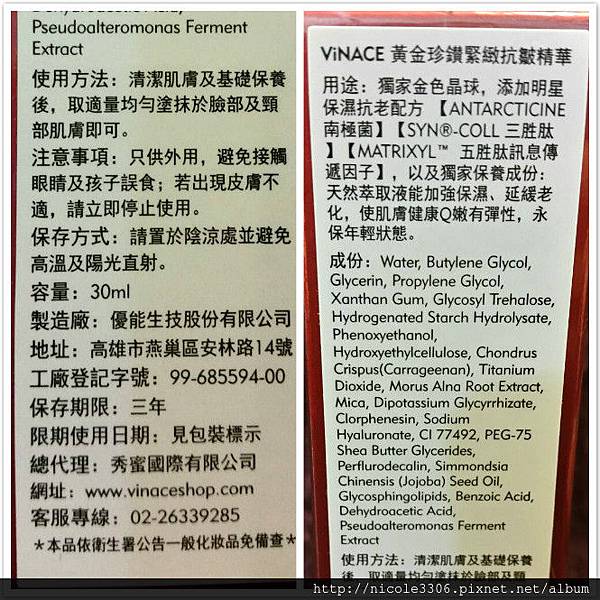 Dehydroacetic Acid,
Pseudoalteromonas Ferment
Extract
使用方法：清潔肌膚及基礎保養
後，取適量均勻塗抹於臉部及頸
部肌膚即可。
注意事項：只供外用，避免接觸
眼睛及孩子誤食；若出現皮膚不
適，請立即停止使用。
保存方式：請置於陰涼處並避免
高溫及陽光直射。
容量：30ml
製造廠：優能生技股份有限公司
地址：高雄市燕巢區安林路14號
工廠登記字號：99-685594-00
保存期限：三年
限期使用日期：見包裝標示
總代理：秀蜜國際有限公司
網址：www.vinaceshop.com
客服專線：02-26339285
*本品依衛生署公告一般化妝品免備查*
ViNACE 黃金珍鑽緊緻抗皺精華
用途：獨家金色晶球，添加明星
保濕抗老配方 【ANTARCTICINE
南極菌】【SYN®-COLL 三胜肽
】【MATRIXYL™ 五胜肽訊息傳
遞因子】，以及獨家保養成份：
天然萃取液能加強保濕、延緩老
化，使肌膚健康Q嫩有彈性，永
保年輕狀態。
成份：Water, Butylene Glycol,
Glycerin, Propylene Glycol,
Xanthan Gum, Glycosyl Trehalose,
Hydrogenated Starch Hydrolysate,
Phenoxyethanol,
Hydroxyethylcellulose, Chondrus
Crispus(Carrageenan), Titanium
Dioxide, Morus Alna Root Extract,
Mica, Dipotassium Glycyrrhizate,
Clorphenesin, Sodium
Hyaluronate, CI 77492, PEG-75
Shea Butter Glycerides,
Perflurodecalin, Simmondsia
Chinensis (Jojoba) Seed Oil,
Glycosphingolipids, Benzoic Acid,
Dehydroacetic Acid,
Pseudoalteromonas Ferment
Extract
使用方法：清潔肌膚及基礎保養
後，取適量均勻塗抹於臉部及頸
http://nicole3306.pixnet.net/album